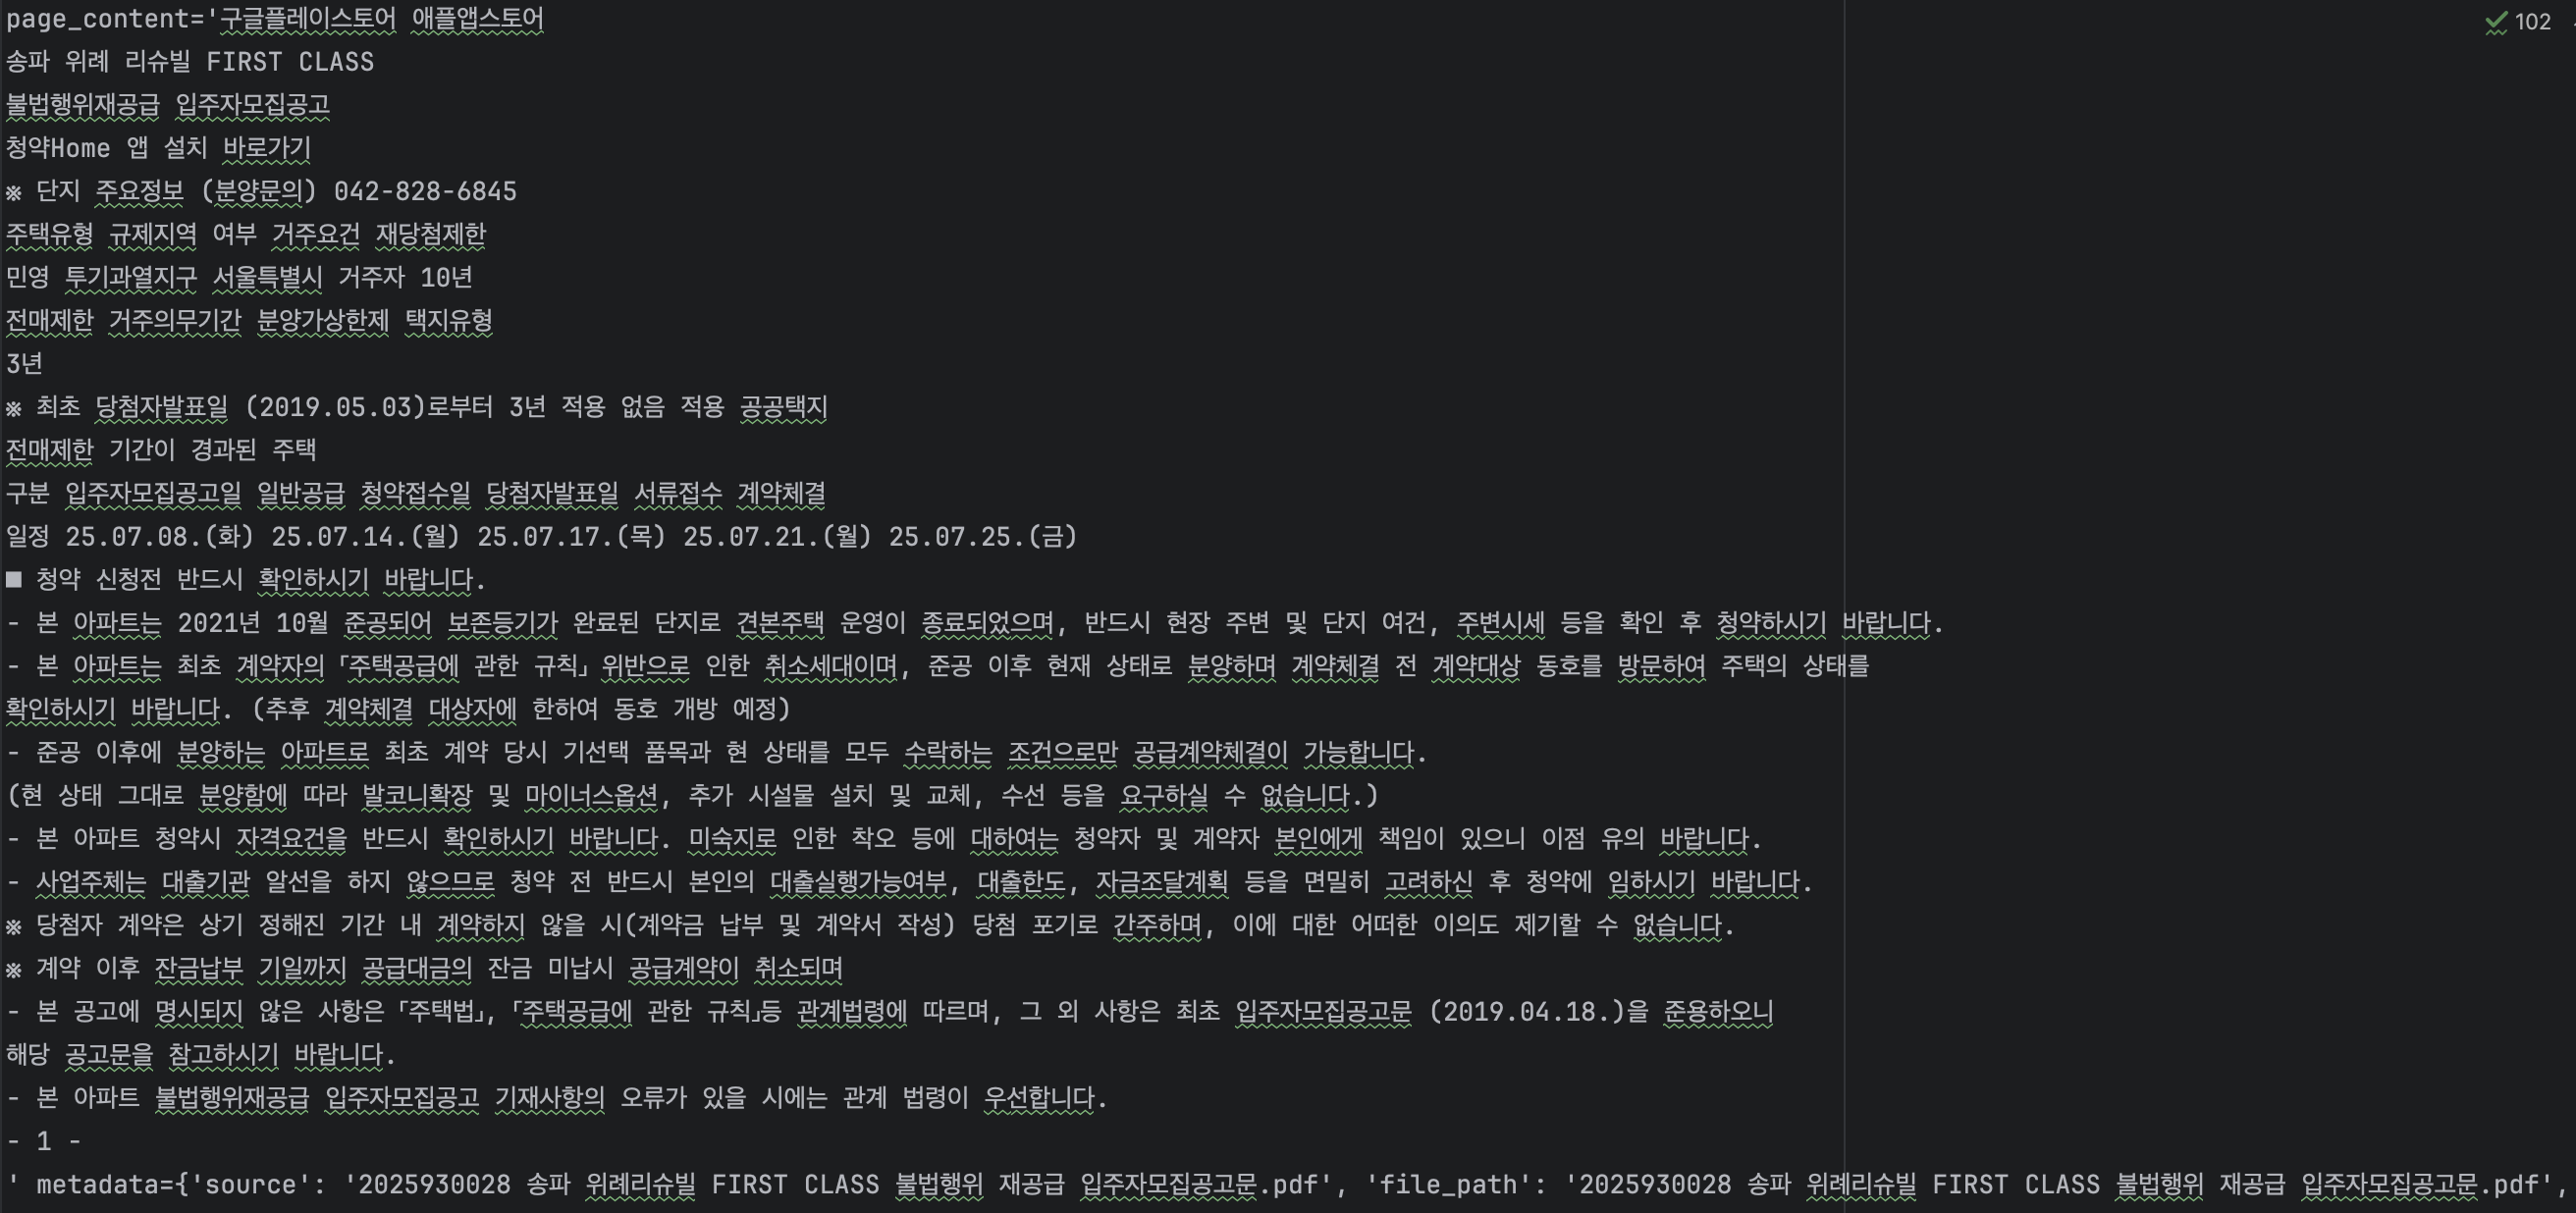 page_content='구글플레이스토어 애플앱스토어
102
송파 위례 리슈빌 FIRST CLASS
불법행위재공급 입주자모집공고
청약Home 앱 설치 바로가기
※ 단지 주요정보 (분양문의) 042-828-6845
주택유형 규제지역 여부 거주요건 재당첨제한
민영 투기과열지구 서울특별시 거주자 10년
전매제한 거주의무기간 분양가상한제 택지유형
3년
※ 최초 당첨자발표일 (2019.05.03)로부터 3년 적용 없음 적용 공공택지
전매제한 기간이 경과된 주택
구분 입주자모집공고일 일반공급 청약접수일 당첨자발표일 서류접수 계약체결
일정 25.07.08.(화) 25.07.14.(월) 25.07.17.(목) 25.07.21.(월) 25.07.25.(금)
■ 청약 신청전 반드시 확인하시기 바랍니다.
- 본 아파트는 2021년 10월 준공되어 보존등기가 완료된 단지로 견본주택 운영이 종료되었으며, 반드시 현장 주변 및 단지 여건, 주변시세 등을 확인 후 청약하시기 바랍니다.
- 본 아파트는 최초 계약자의 「주택공급에 관한 규칙」 위반으로 인한 취소세대이며, 준공 이후 현재 상태로 분양하며 계약체결 전 계약대상 동호를 방문하여 주택의 상태를
확인하시기 바랍니다. (추후 계약체결 대상자에 한하여 동호 개방 예정)
- 준공 이후에 분양하는 아파트로 최초 계약 당시 기선택 품목과 현 상태를 모두 수락하는 조건으로만 공급계약체결이 가능합니다.
(현 상태 그대로 분양함에 따라 발코니확장 및 마이너스옵션, 추가 시설물 설치 및 교체, 수선 등을 요구하실 수 없습니다.)
- 본 아파트 청약시 자격요건을 반드시 확인하시기 바랍니다. 미숙지로 인한 착오 등에 대하여는 청약자 및 계약자 본인에게 책임이 있으니 이점 유의 바랍니다.
- 사업주체는 대출기관 알선을 하지 않으므로 청약 전 반드시 본인의 대출실행가능여부, 대출한도, 자금조달계획 등을 면밀히 고려하신 후 청약에 임하시기 바랍니다.
※ 당첨자 계약은 상기 정해진 기간 내 계약하지 않을 시(계약금 납부 및 계약서 작성) 당첨 포기로 간주하며, 이에 대한 어떠한 이의도 제기할 수 없습니다.
※ 계약 이후 잔금납부 기일까지 공급대금의 잔금 미납시 공급계약이 취소되며
- 본 공고에 명시되지 않은 사항은 「주택법」, 「주택공급에 관한 규칙」등 관계법령에 따르며, 그 외 사항은 최초 입주자모집공고문 (2019.04.18.)을 준용하오니
해당 공고문을 참고하시기 바랍니다.
- 본 아파트 불법행위재공급 입주자모집공고 기재사항의 오류가 있을 시에는 관계 법령이 우선합니다.
- 1 -
' metadata={'source': '2025930028 송파 위례리슈빌 FIRST CLASS 불법행위 재공급 입주자모집공고문.pdf', 'file_path': '2025930028 송파 위례리슈빌 FIRST CLASS 불법행위 재공급 입주자모집공고문.pdf',